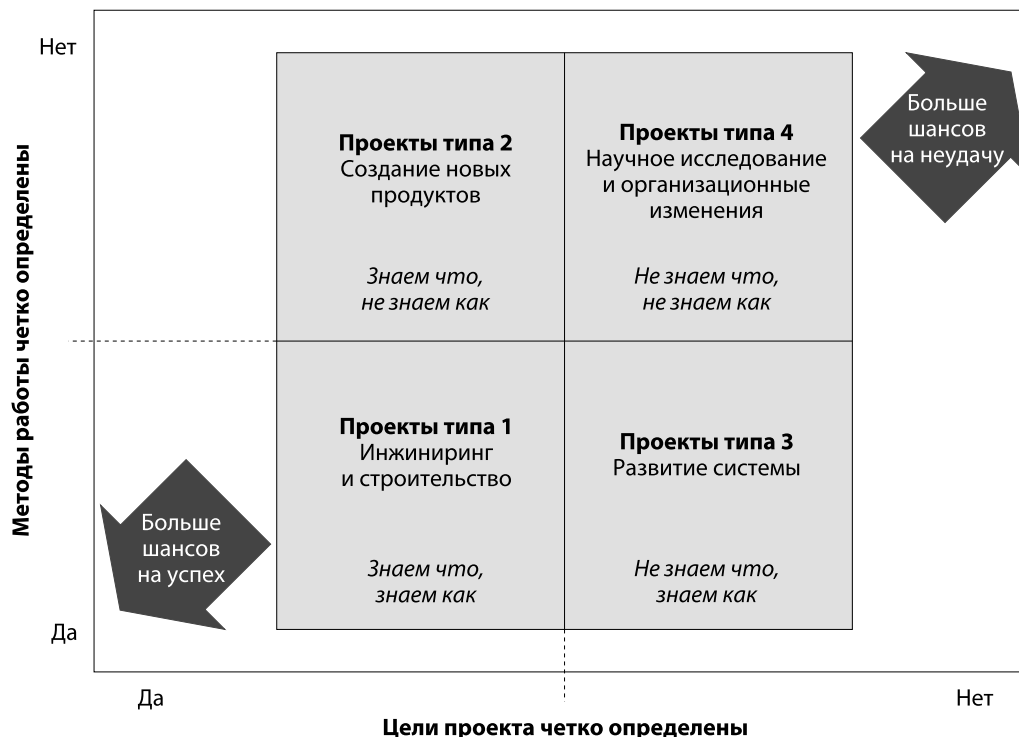 Нет
Методы работы четко определены
Да
Проекты типа 2
Создание новых
продуктов
Знаем что,
не знаем как
Проекты типа 4
Научное исследование
и организационные
изменения
Не знаем что,
не знаем как
Больше
шансов
на неудачу
Проекты типа 1
Инжиниринг
и строительство
Знаем что,
знаем как
Проекты типа 3
Развитие системы
Не знаем что,
знаем как
Больше
шансов
на успех
Да
Нет
Цели проекта четко определены